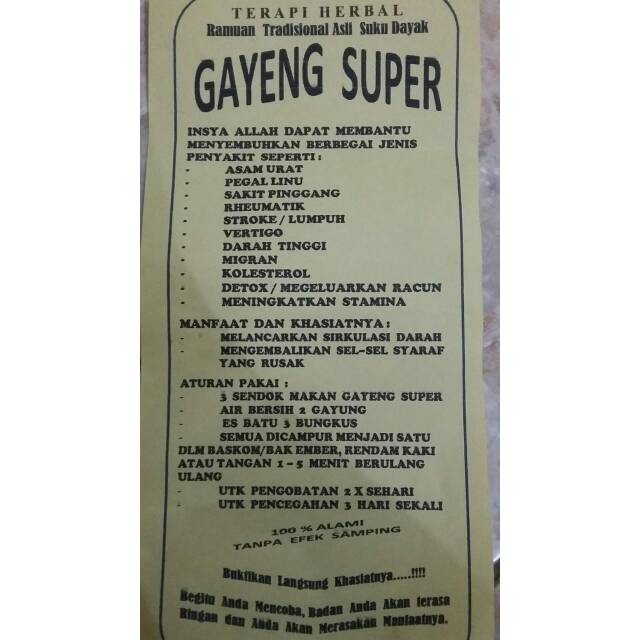 TERAPI HERBAL
Ramuan Tradisional Asli Suku Dayak
GAYENG SUPER
INSYA ALLAH DAPAT MEMBANTU
MENYEMBUHKAN BERBEGAI JENIS
PENYAKIT SEPERTI :
- ASAM URAT
- PEGAL LINU
- SAKIT PINGGANG
- RHEUMATIK
- STROKE / LUMPUH
- VERTIGO
- DARAH TINGGI
- MIGRAN
- KOLESTEROL
- DETOX / MEGELUARKAN RACUN
- MENINGKATKAN STAMINA
MANFAAT DAN KHASIATNYA :
- MELANCARKAN SIRKULASI DARAH
- MENGEMBALIKAN SEL-SEL SYARAF
YANG RUSAK
ATURAN PAKAI :
- 3 SENDOK MAKAN GAYENG SUPER
- AIR BERSIH 2 GAYUNG
- ES BATU 3 BUNGKUS
- SEMUA DICAMPUR MENJADI SATU
DLM BASKOM/BAK EMBER, RENDAM KAKI
ATAU TANGAN 1 - 5 MENIT BERULANG
ULANG
- UTK PENGOBATAN 2 X SEHARI
- UTK PENCEGAHAN 3 HARI SEKALI
100 % ALAMI
TANPA EFEK SAMPING
Buktikan Langsung Khasiatnya.....!!!!
Begitu Anda Mencoba, Badan Anda Akan terasa
Ringan dan Anda Akan Merasakan Manfaatnya.